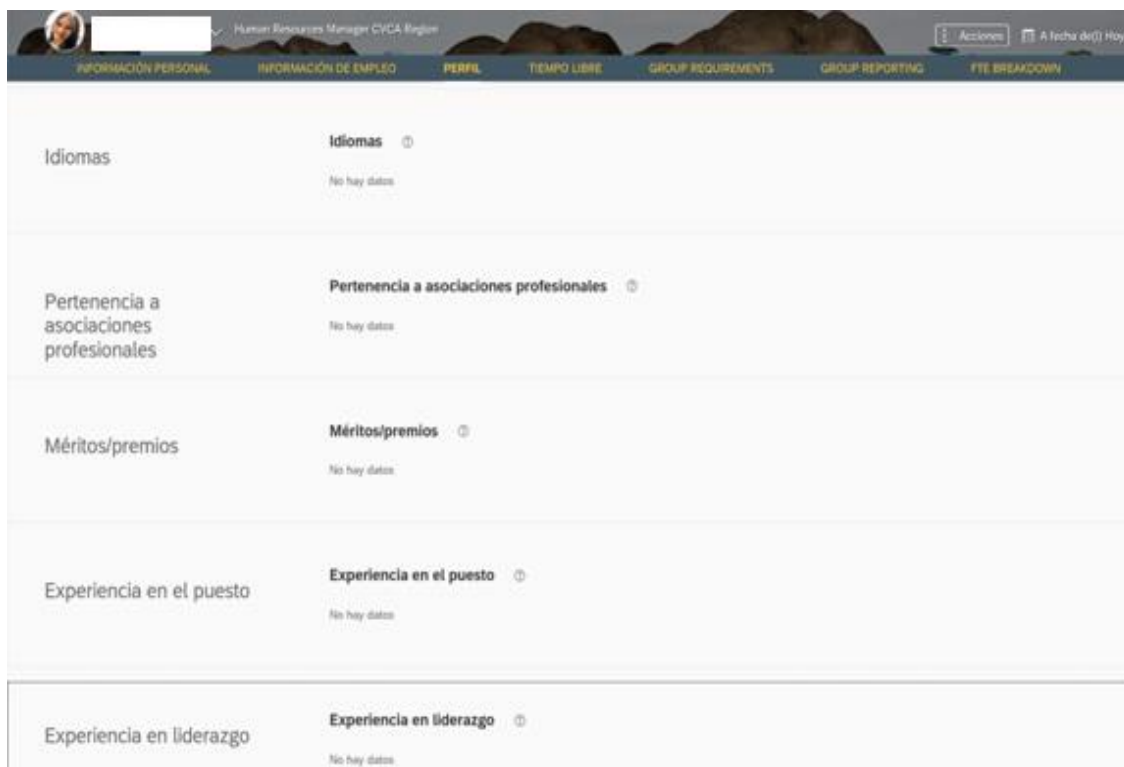 Human Resources Manager CVCA Region
Acciones
A fecha de(l) Hoy
INFORMACIÓN PERSONAL INFORMACIÓN DE EMPLEO PERFIL TIEMPO LIBRE GROUP REQUIREMENTS GROUP REPORTING FTE BREAKDOWN
Idiomas
Idiomas
No hay datos
Pertenencia a
asociaciones
profesionales
Pertenencia a asociaciones profesionales
No hay datos
Méritos/premios
Méritos/premios
No hay datos
Experiencia en el puesto
Experiencia en el puesto
No hay datos
Experiencia en liderazgo
Experiencia en liderazgo
No hay datos